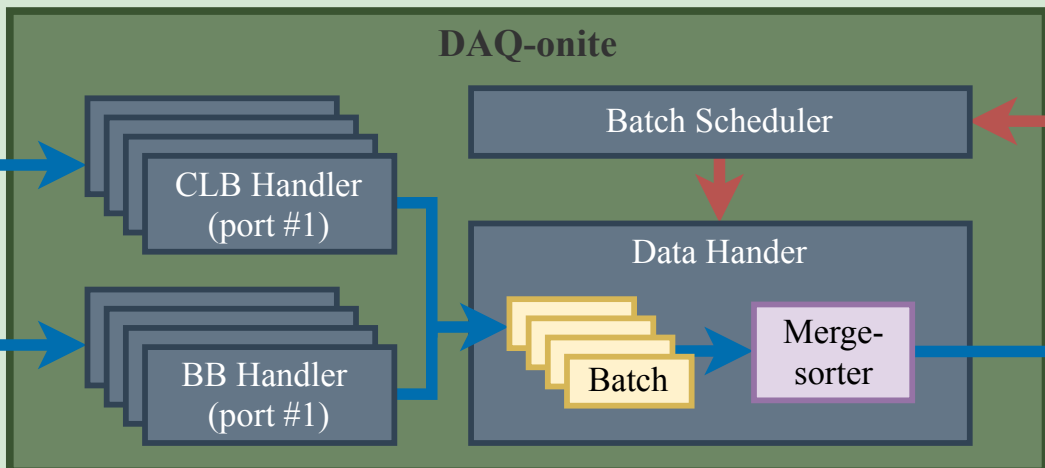 DAQ-onite
CLB Handler
(port #1)
BB Handler
(port #1)
Batch Scheduler
Data Hander
Batch
Merge-
sorter